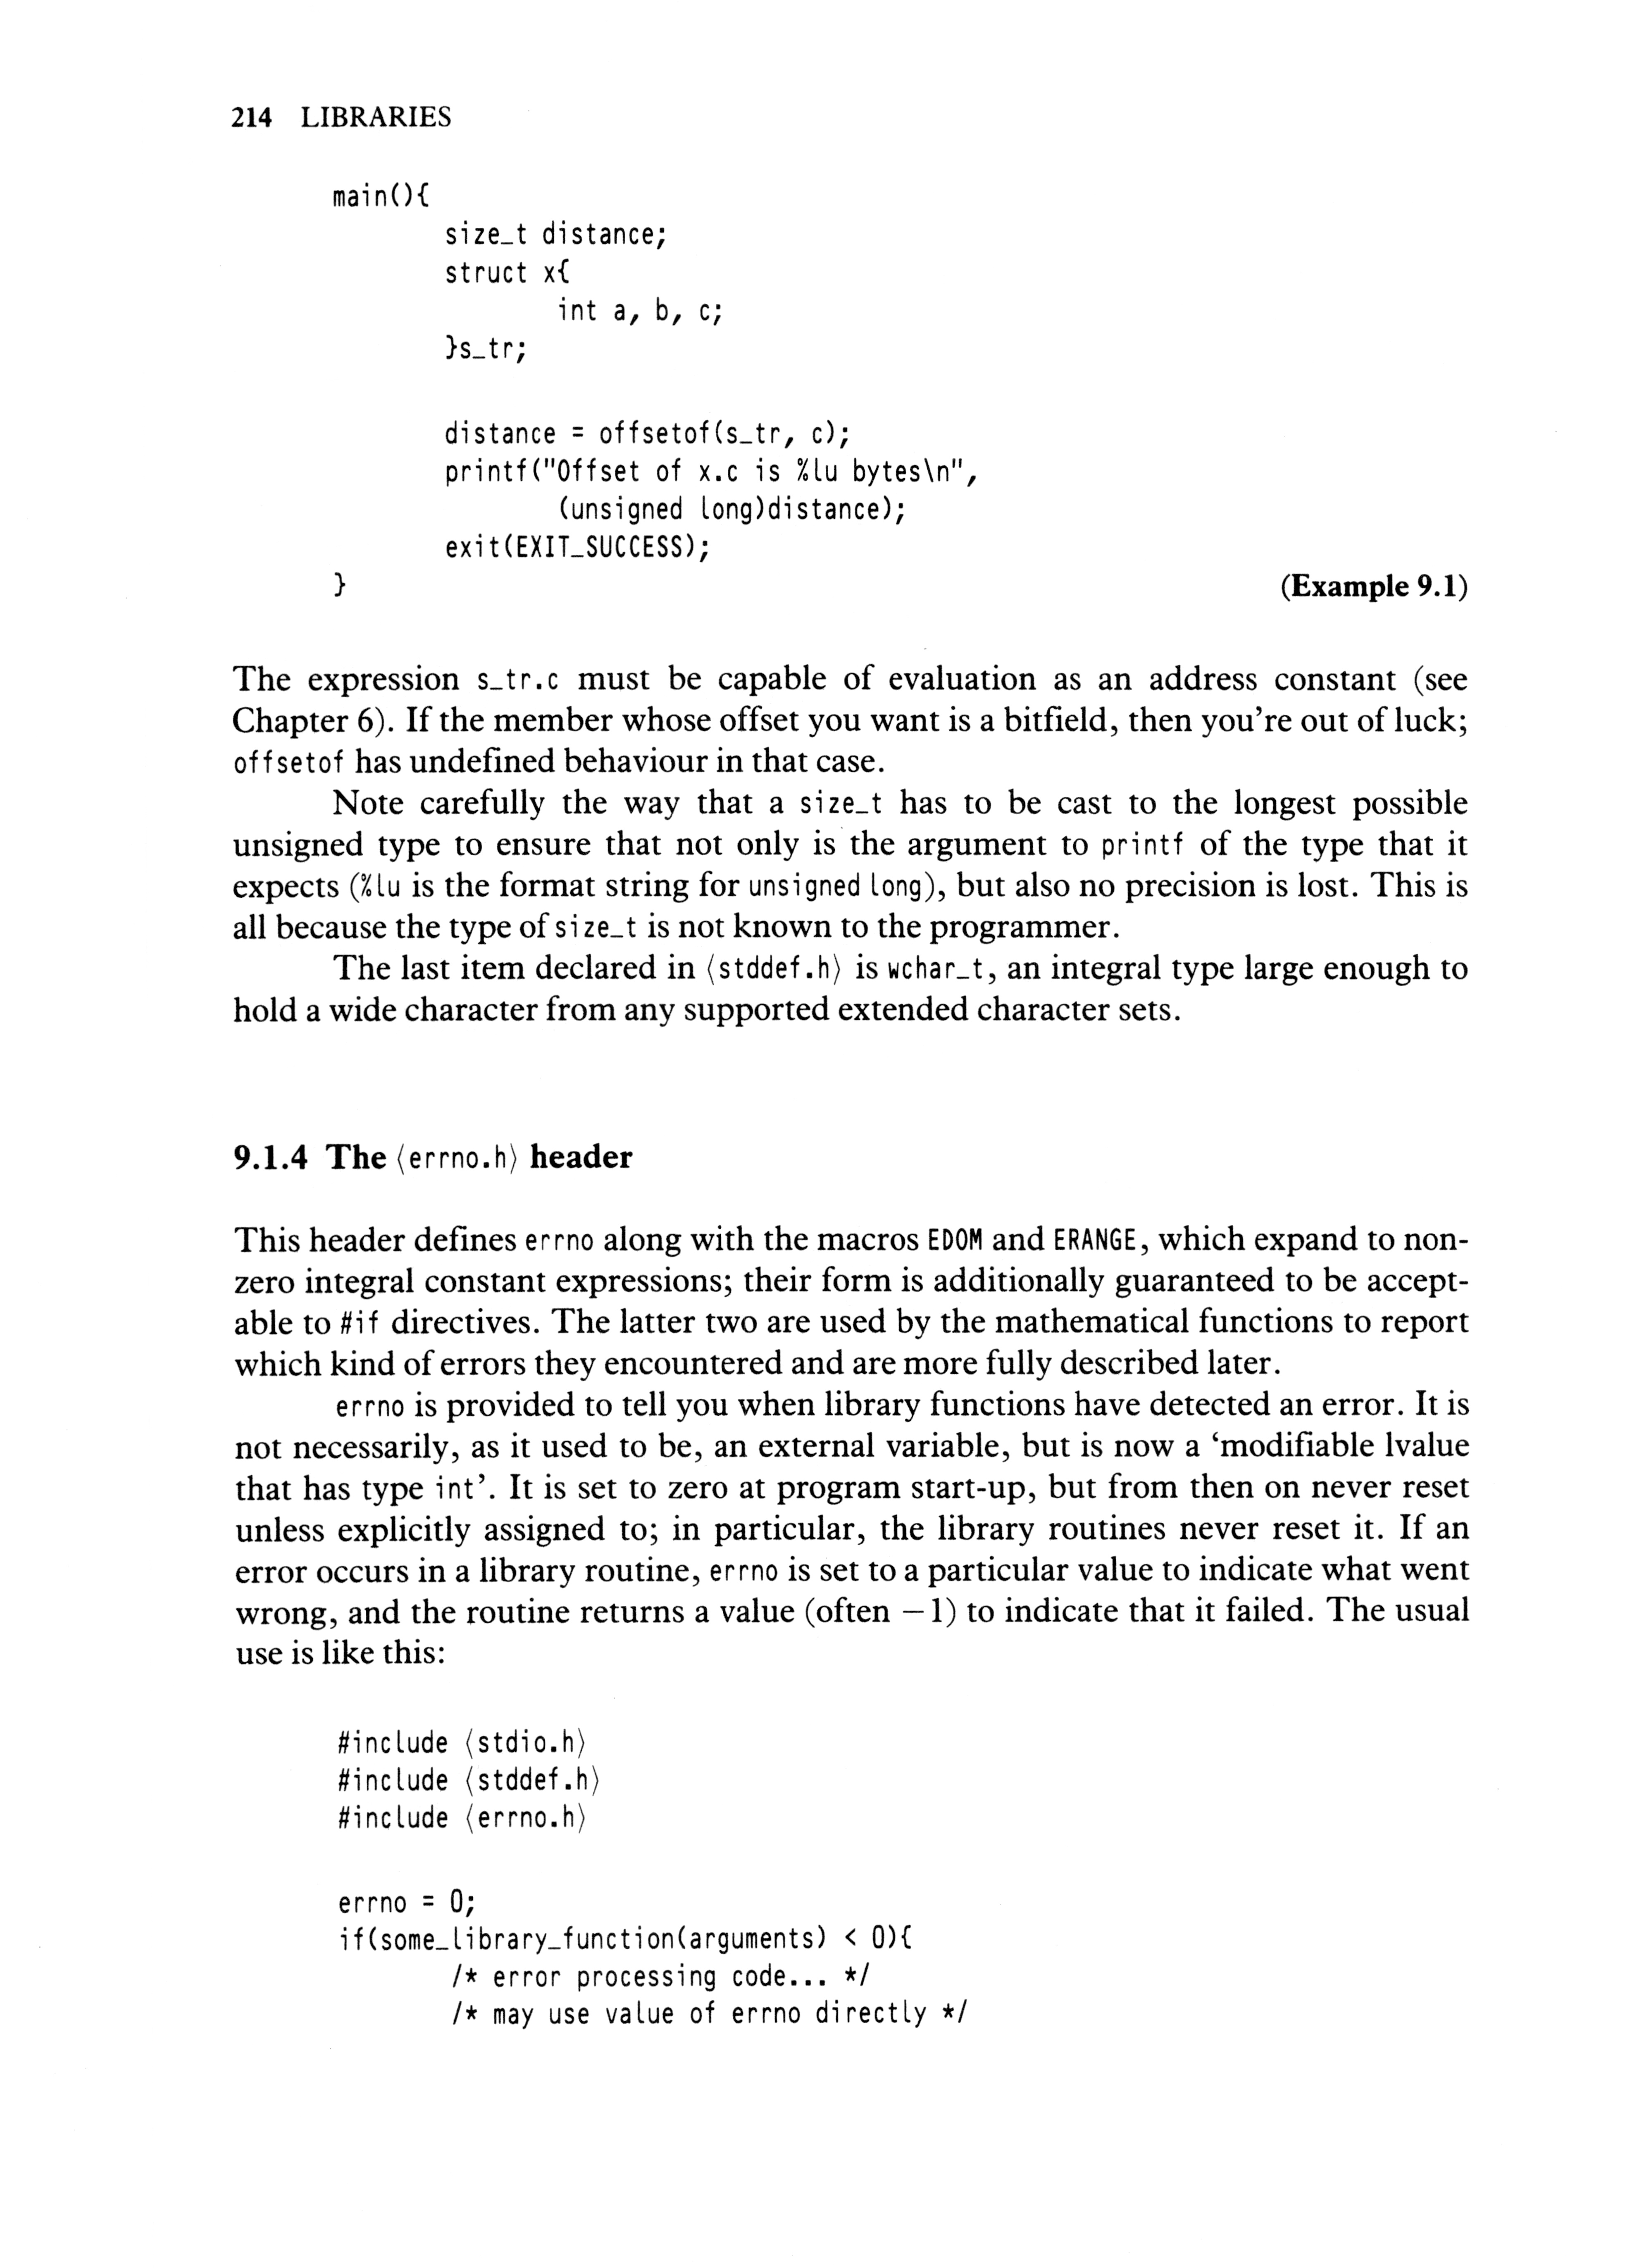 214 LIBRARIES
main(){
size_t distance;
struct x{
int a, b, c;
}s_tr;
distance = offsetof(s_tr, c);
printf("Offset of x.c is %lu bytes\n",
(unsigned long)distance);
exit(EXIT_SUCCESS);
}
(Example 9.1)
The expression s_tr.c must be capable of evaluation as an address constant (see
Chapter 6). If the member whose offset you want is a bitfield, then you're out of luck;
offsetof has undefined behaviour in that case.
Note carefully the way that a size_t has to be cast to the longest possible
unsigned type to ensure that not only is the argument to printf of the type that it
expects (%lu is the format string for unsigned long), but also no precision is lost. This is
all because the type of size_t is not known to the programmer.
The last item declared in ⟨stddef.h⟩ is wchar_t, an integral type large enough to
hold a wide character from any supported extended character sets.
9.1.4 The ⟨errno.h⟩ header
This header defines errno along with the macros EDOM and ERANGE, which expand to non-
zero integral constant expressions; their form is additionally guaranteed to be accept-
able to #if directives. The latter two are used by the mathematical functions to report
which kind of errors they encountered and are more fully described later.
errno is provided to tell you when library functions have detected an error. It is
not necessarily, as it used to be, an external variable, but is now a ‘modifiable lvalue
that has type int’. It is set to zero at program start-up, but from then on never reset
unless explicitly assigned to; in particular, the library routines never reset it. If an
error occurs in a library routine, errno is set to a particular value to indicate what went
wrong, and the routine returns a value (often −1) to indicate that it failed. The usual
use is like this:
#include ⟨stdio.h⟩
#include ⟨stddef.h⟩
#include ⟨errno.h⟩
errno = 0;
if(some_library_function(arguments) < 0){
/* error processing code... */
/* may use value of errno directly */